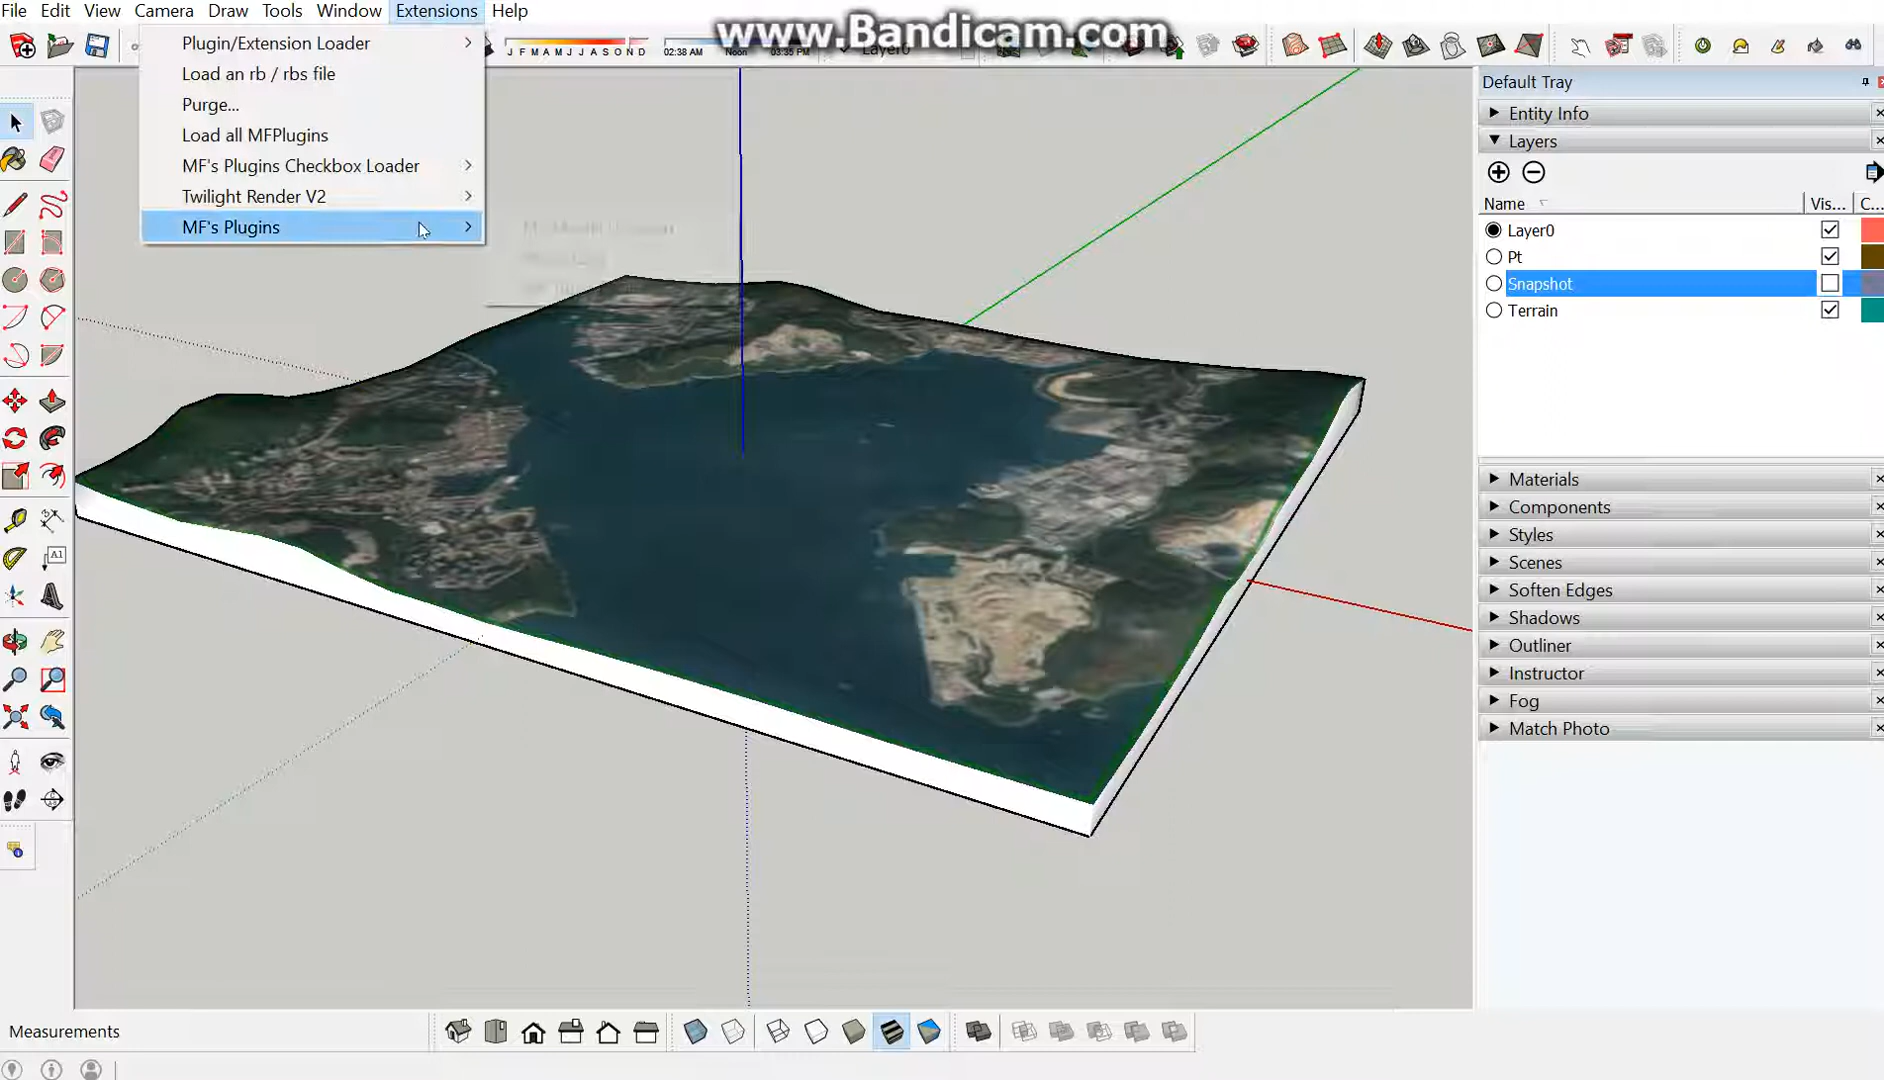 File Edit View Camera Draw Tools Window Extensions Help
www.Bandicam.com
Plugin/Extension Loader
Load an rb / rbs file
Purge...
Load all MFPlugins
MF's Plugins Checkbox Loader
Twilight Render V2
MF's Plugins
J F M A M J J A S O N D 02:38 AM Noon 03:35 PM Layer0
Default Tray
Entity Info
Layers
Name Vis... C...
Layer0
Pt
Snapshot
Terrain
Materials
Components
Styles
Scenes
Soften Edges
Shadows
Outliner
Instructor
Fog
Match Photo
A1
Measurements